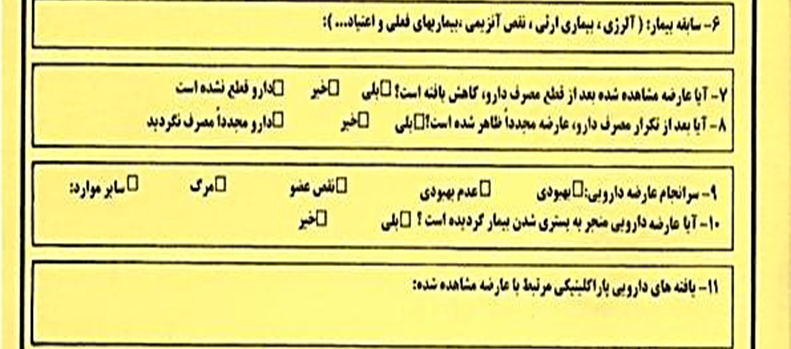 ۶- سابقه بیمار: ( آلرژی ، بیماری ارثی ، نقص آنزیمی ،بیماریهای فعلی و اعتیاد... ):
۷- آیا عارضه مشاهده شده بعد از قطع مصرف دارو، کاهش یافته است؟ □بلی □خیر □دارو قطع نشده است
۸- آیا بعد از تکرار مصرف دارو، عارضه مجدداً ظاهر شده است؟□بلی □خیر □دارو مجدداً مصرف نگردید
۹- سرانجام عارضه دارویی:□بهبودی □عدم بهبودی □نقص عضو □مرگ □سایر موارد:
۱۰- آیا عارضه دارویی منجر به بستری شدن بیمار گردیده است ؟ □بلی □خیر
۱۱- یافته های دارویی پاراکلینیکی مرتبط با عارضه مشاهده شده: